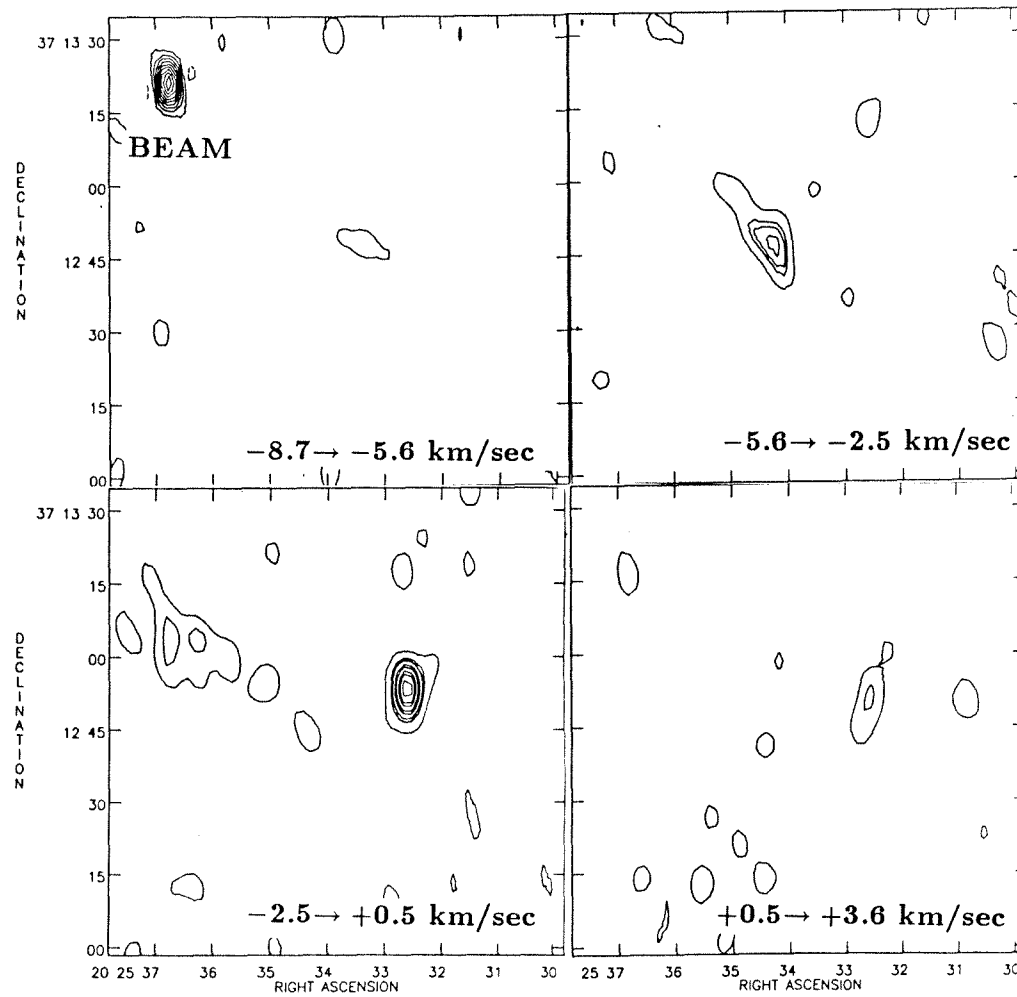 37 13 30
15
BEAM
00
DECLINATION
12 45
30
15
−8.7→ −5.6 km/sec
−5.6→ −2.5 km/sec
00
37 13 30
15
00
DECLINATION
12 45
30
15
−2.5→ +0.5 km/sec
+0.5→ +3.6 km/sec
00
20 25 37 36 35 34 33 32 31 30
25 37 36 35 34 33 32 31 30
RIGHT ASCENSION
RIGHT ASCENSION